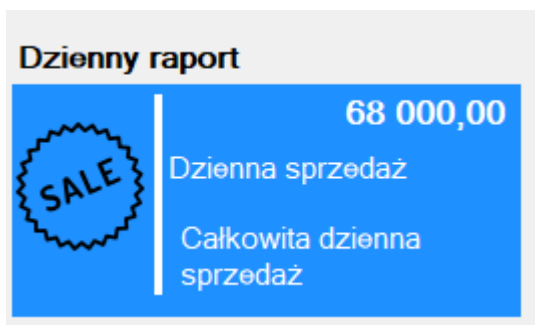 Dzienny raport
68 000,00
SALE
Dzienna sprzedaż
Całkowita dzienna
sprzedaż